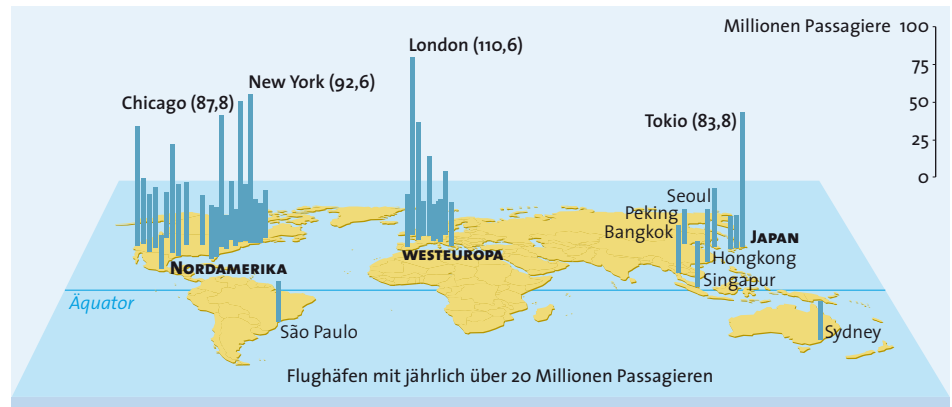 Millionen Passagiere 100
75
50
25
0
London (110,6)
New York (92,6)
Chicago (87,8)
Tokio (83,8)
Seoul
Peking
Bangkok
JAPAN
NORDAMERIKA
WESTEUROPA
Hongkong
Singapur
Äquator
São Paulo
Sydney
Flughäfen mit jährlich über 20 Millionen Passagieren